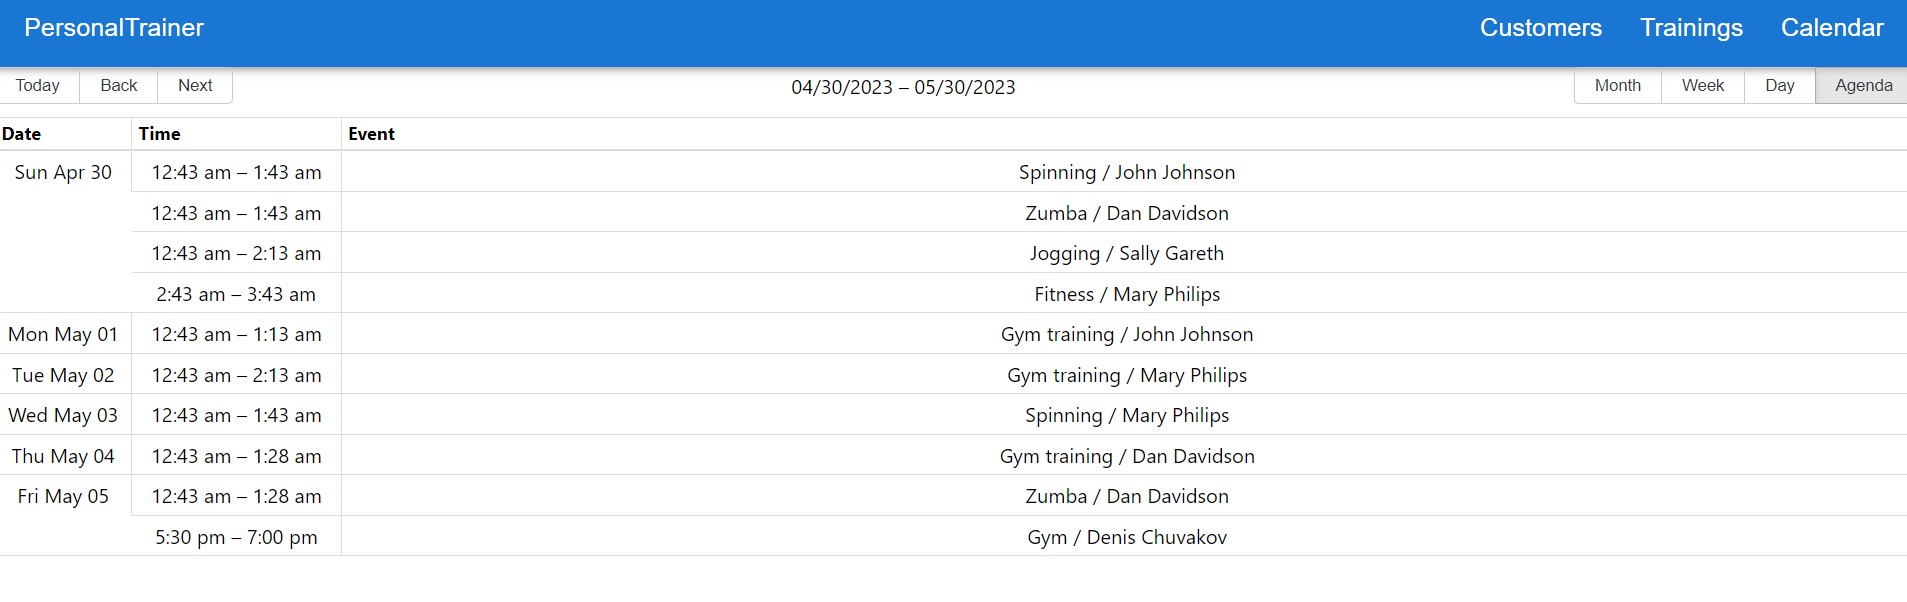 PersonalTrainer Customers Trainings Calendar
Today Back Next 04/30/2023 – 05/30/2023 Month Week Day Agenda
Date Time Event
Sun Apr 30 12:43 am – 1:43 am Spinning / John Johnson
12:43 am – 1:43 am Zumba / Dan Davidson
12:43 am – 2:13 am Jogging / Sally Gareth
2:43 am – 3:43 am Fitness / Mary Philips
Mon May 01 12:43 am – 1:13 am Gym training / John Johnson
Tue May 02 12:43 am – 2:13 am Gym training / Mary Philips
Wed May 03 12:43 am – 1:43 am Spinning / Mary Philips
Thu May 04 12:43 am – 1:28 am Gym training / Dan Davidson
Fri May 05 12:43 am – 1:28 am Zumba / Dan Davidson
5:30 pm – 7:00 pm Gym / Denis Chuvakov